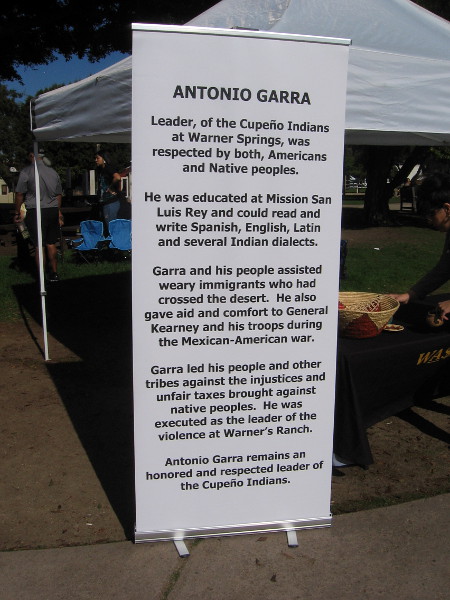 ANTONIO GARRA
Leader, of the Cupeño Indians
at Warner Springs, was
respected by both, Americans
and Native peoples.
He was educated at Mission San
Luis Rey and could read and
write Spanish, English, Latin
and several Indian dialects.
Garra and his people assisted
weary immigrants who had
crossed the desert. He also
gave aid and comfort to General
Kearney and his troops during
the Mexican-American war.
Garra led his people and other
tribes against the injustices and
unfair taxes brought against
native peoples. He was
executed as the leader of the
violence at Warner's Ranch.
Antonio Garra remains an
honored and respected leader of
the Cupeño Indians.